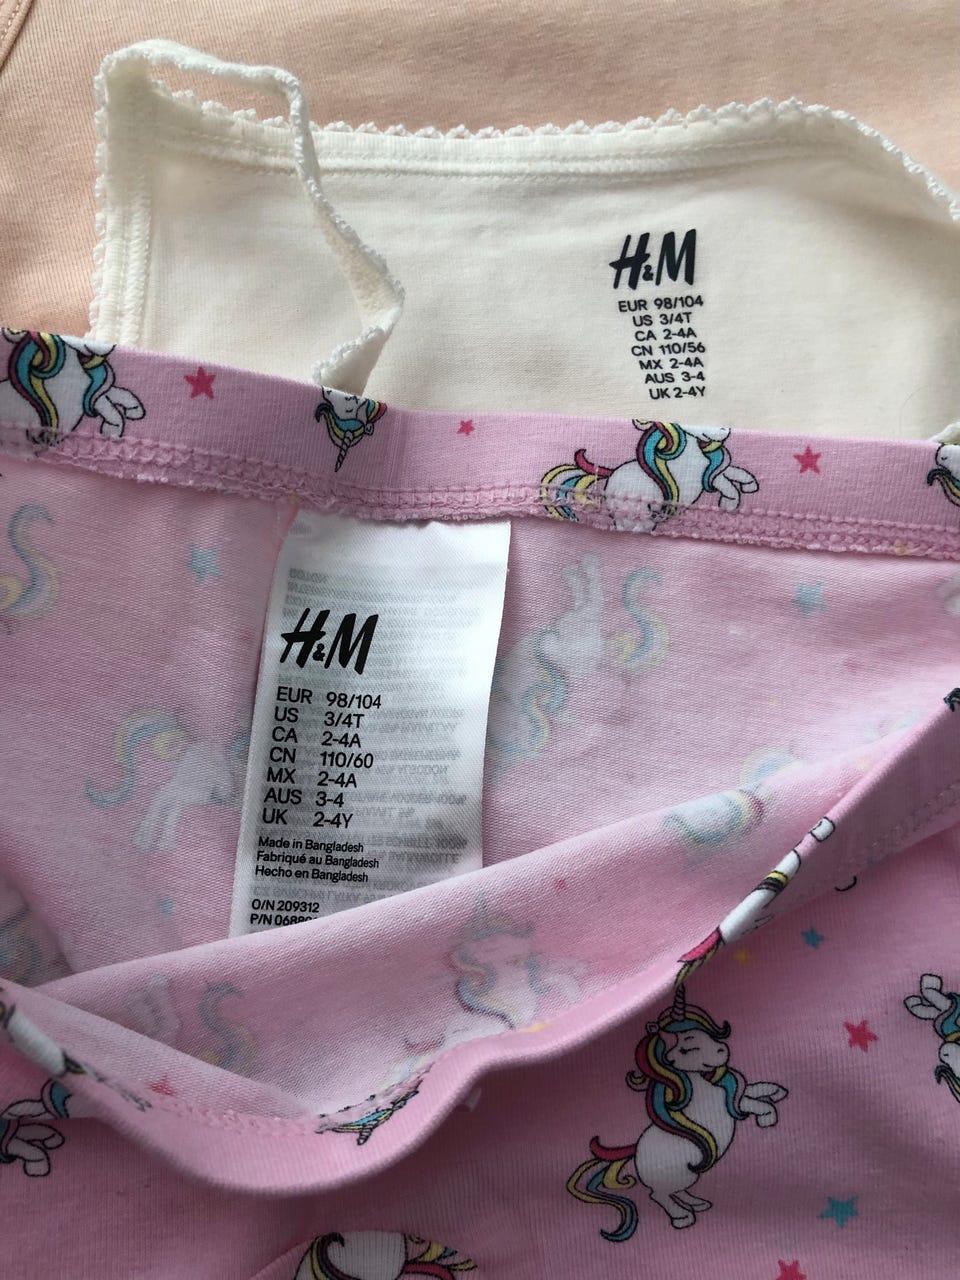 H&M
EUR 98/104
US 3/4T
CA 2-4A
CN 110/56
MX 2-4A
AUS 3-4
UK 2-4Y
H&M
EUR 98/104
US 3/4T
CA 2-4A
CN 110/60
MX 2-4A
AUS 3-4
UK 2-4Y
Made in Bangladesh
Fabriqué au Bangladesh
Hecho en Bangladesh
O/N 209312
P/N